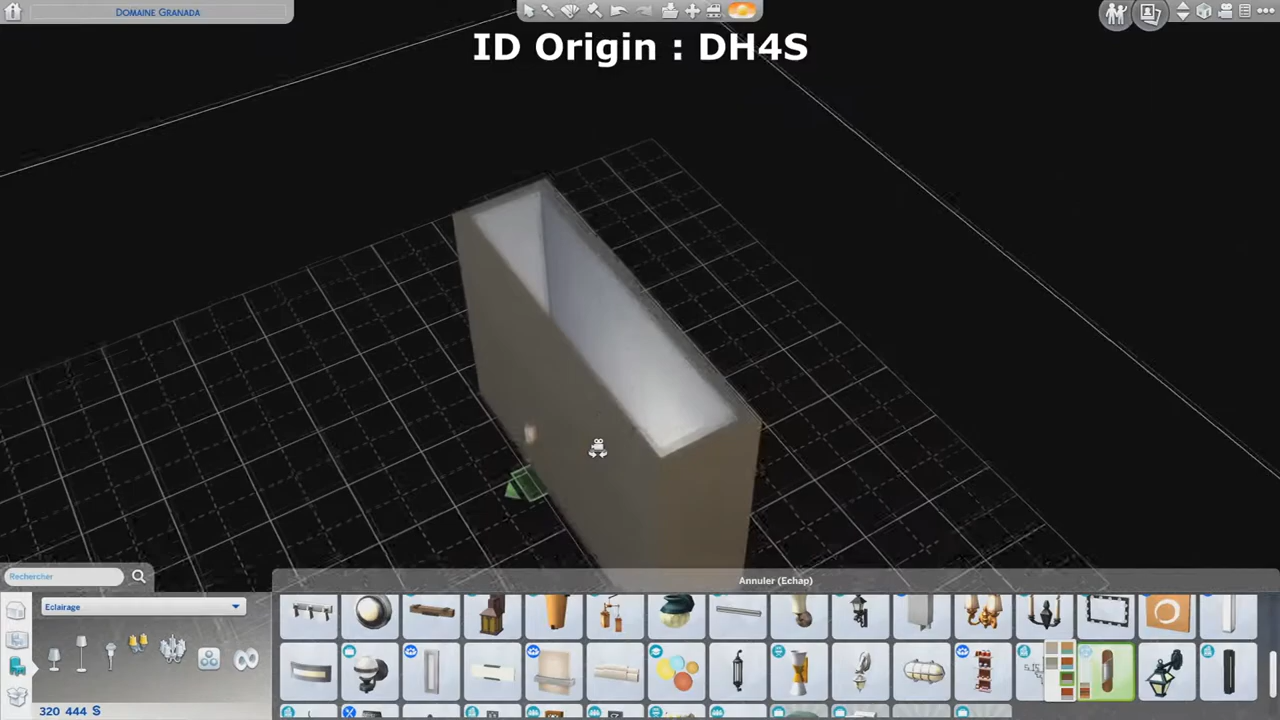 DOMAINE GRANADA
ID Origin : DH4S
Rechercher
Annuler (Echap)
Eclairage
320 444 §